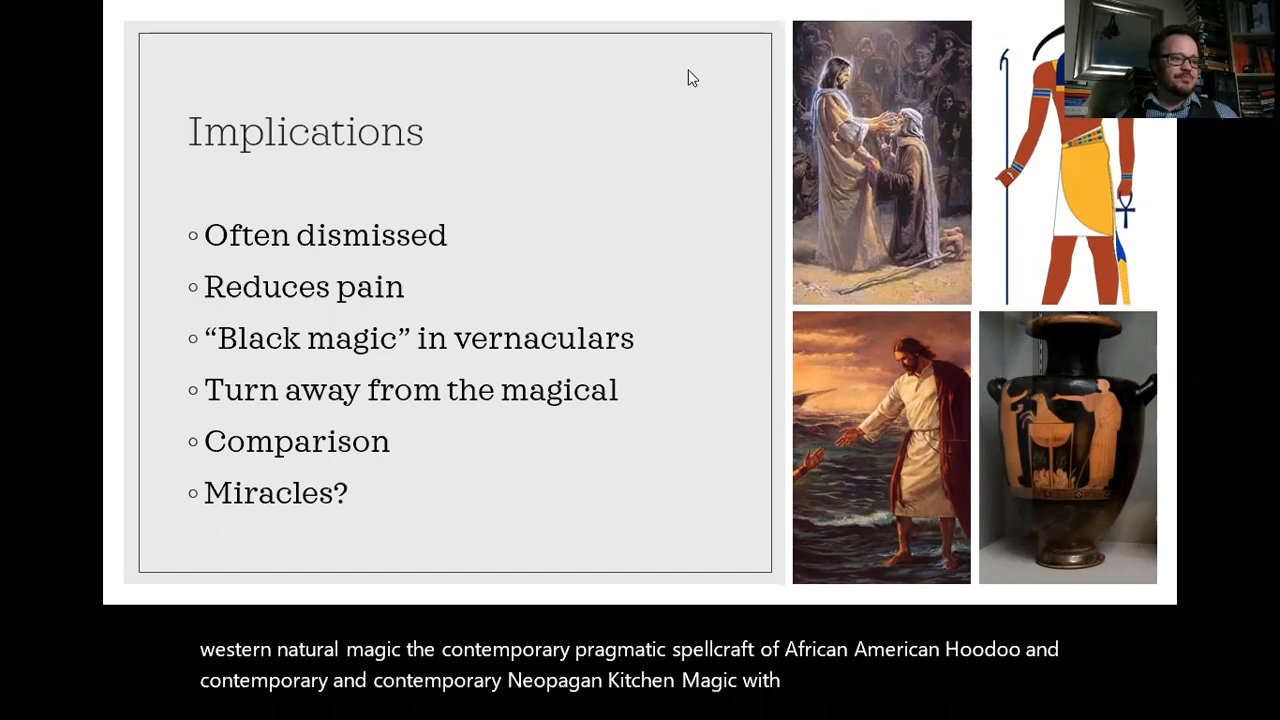 Implications
◦ Often dismissed
◦ Reduces pain
◦ “Black magic” in vernaculars
◦ Turn away from the magical
◦ Comparison
◦ Miracles?
western natural magic the contemporary pragmatic spellcraft of African American Hoodoo and
contemporary and contemporary Neopagan Kitchen Magic with